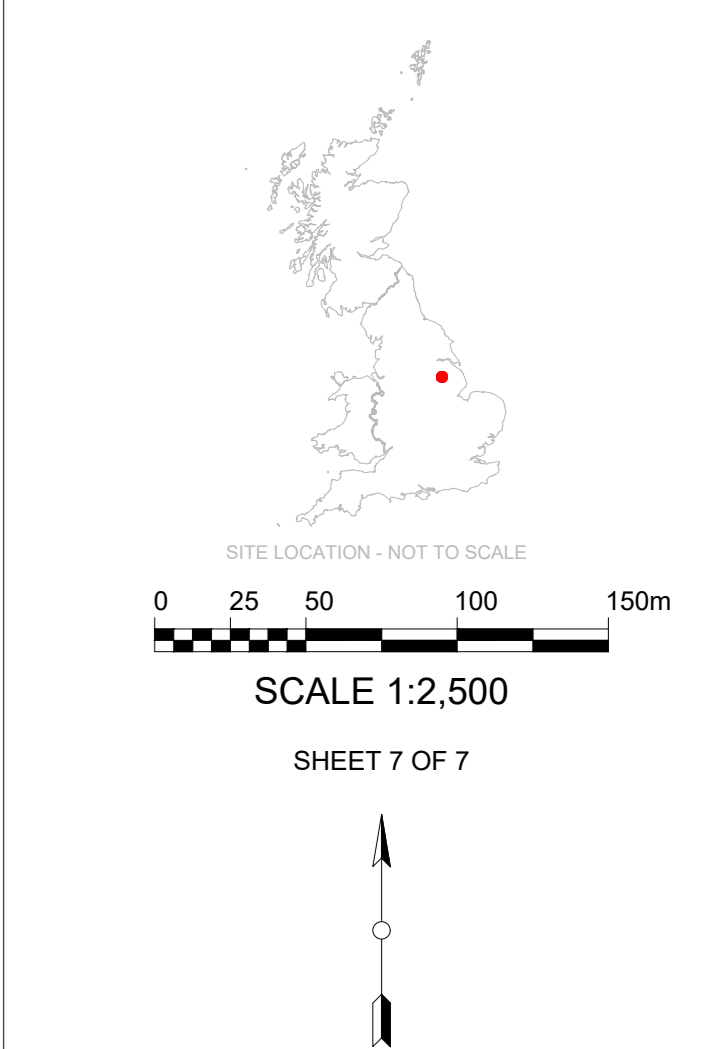 SITE LOCATION - NOT TO SCALE
0 25 50 100 150m
SCALE 1:2,500
SHEET 7 OF 7